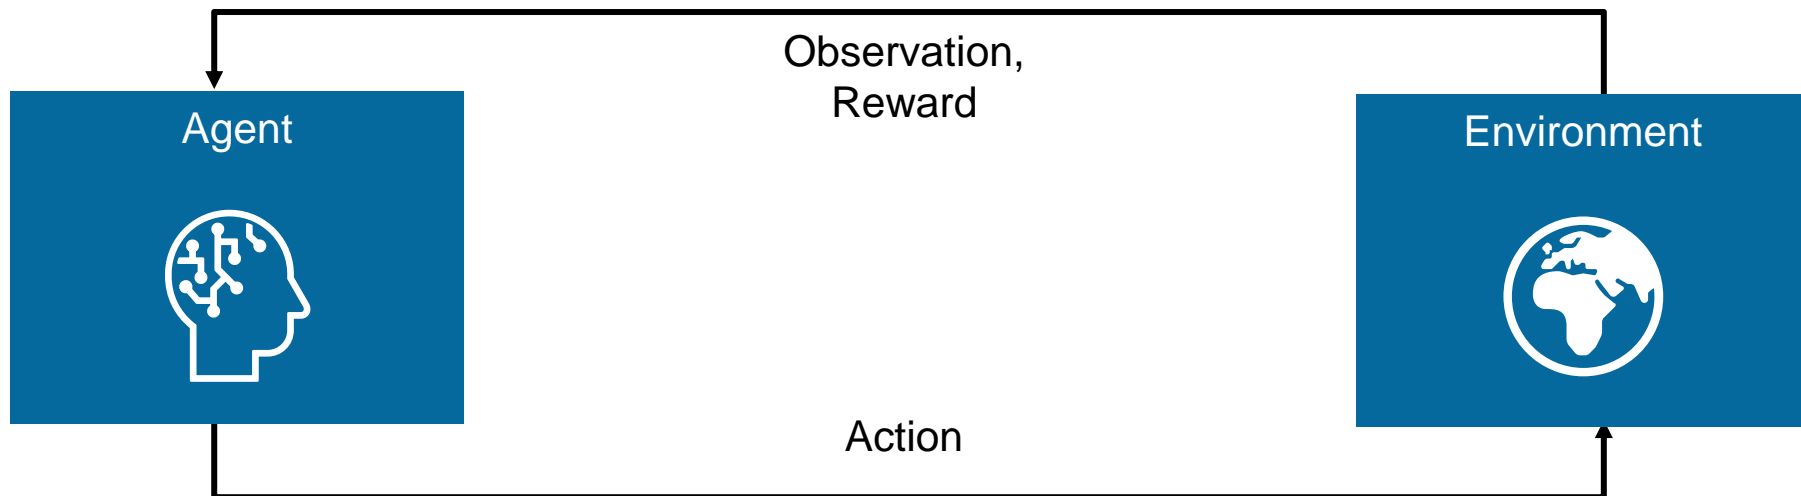 Observation,
Reward
Agent
Environment
Action